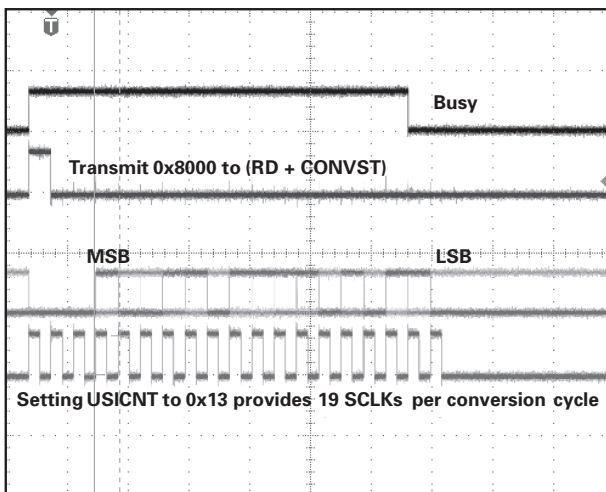 T
Busy
Transmit 0x8000 to (RD + CONVST)
MSB
LSB
Setting USICNT to 0x13 provides 19 SCLKs per conversion cycle